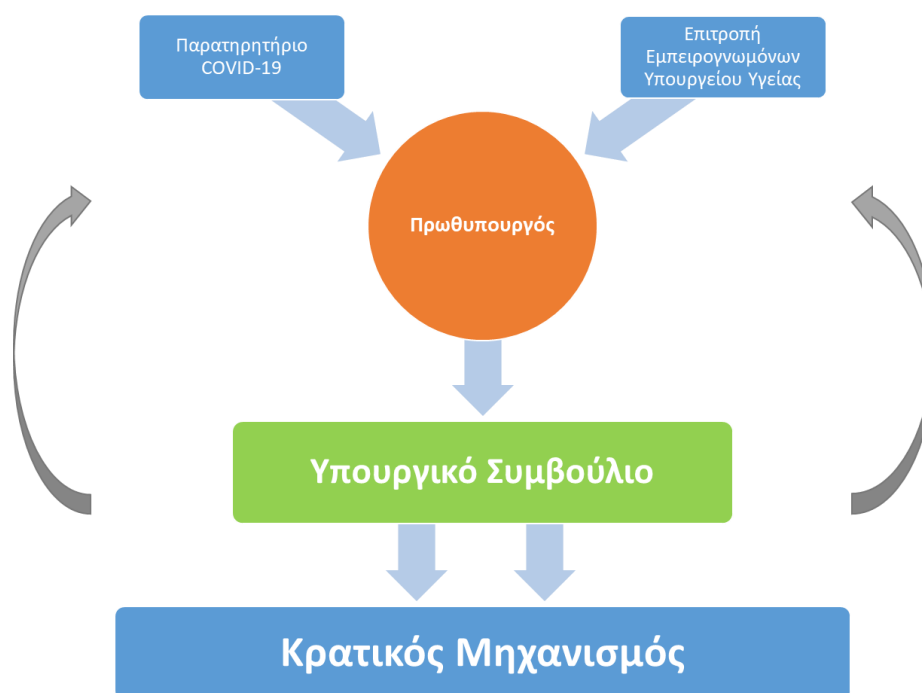 Παρατηρητήριο
COVID-19
Επιτροπή
Εμπειρογνωμόνων
Υπουργείου Υγείας
Πρωθυπουργός
Υπουργικό Συμβούλιο
Κρατικός Μηχανισμός